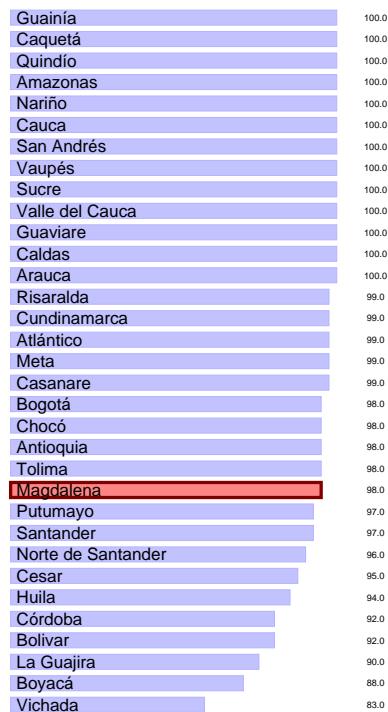 Guainía 100.0
Caquetá 100.0
Quindío 100.0
Amazonas 100.0
Nariño 100.0
Cauca 100.0
San Andrés 100.0
Vaupés 100.0
Sucre 100.0
Valle del Cauca 100.0
Guaviare 100.0
Caldas 100.0
Arauca 100.0
Risaralda 99.0
Cundinamarca 99.0
Atlántico 99.0
Meta 99.0
Casanare 99.0
Bogotá 98.0
Chocó 98.0
Antioquia 98.0
Tolima 98.0
Magdalena 98.0
Putumayo 97.0
Santander 97.0
Norte de Santander 96.0
Cesar 95.0
Huila 94.0
Córdoba 92.0
Bolivar 92.0
La Guajira 90.0
Boyacá 88.0
Vichada 83.0